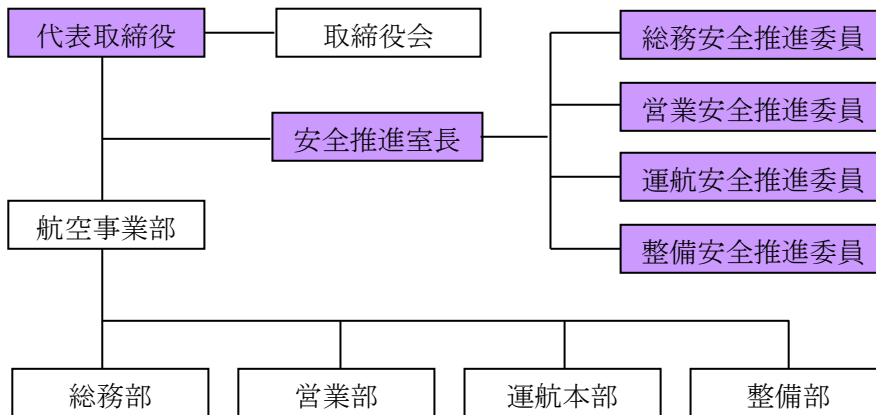 代表取締役
取締役会
総務安全推進委員
営業安全推進委員
安全推進室長
運航安全推進委員
航空事業部
整備安全推進委員
総務部
営業部
運航本部
整備部